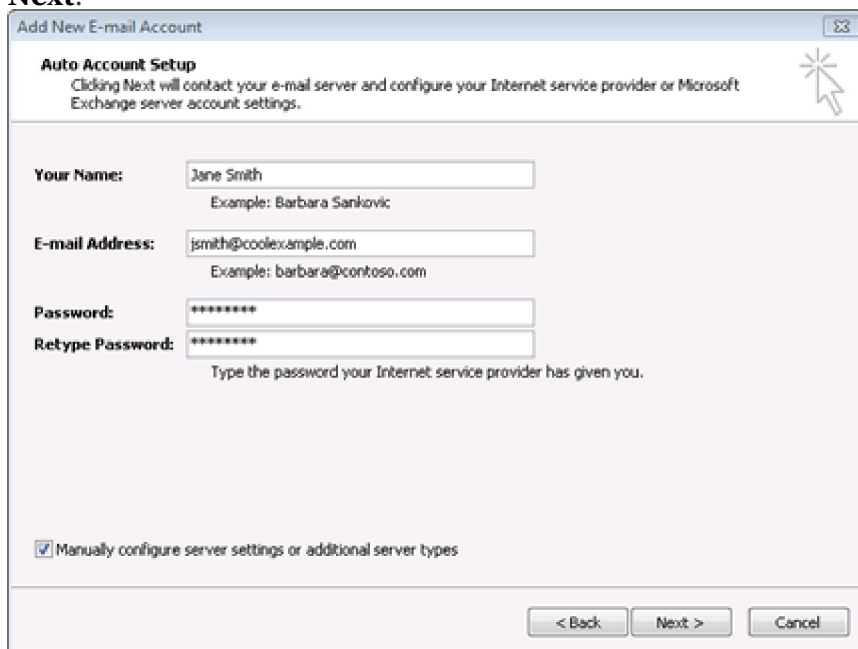 Next.
Add New E-mail Account
Auto Account Setup
Clicking Next will contact your e-mail server and configure your Internet service provider or Microsoft
Exchange server account settings.
Your Name: Jane Smith
Example: Barbara Sankovic
E-mail Address: jsmith@coolexample.com
Example: barbara@contoso.com
Password: ********
Retype Password: ********
Type the password your Internet service provider has given you.
Manually configure server settings or additional server types
< Back Next > Cancel